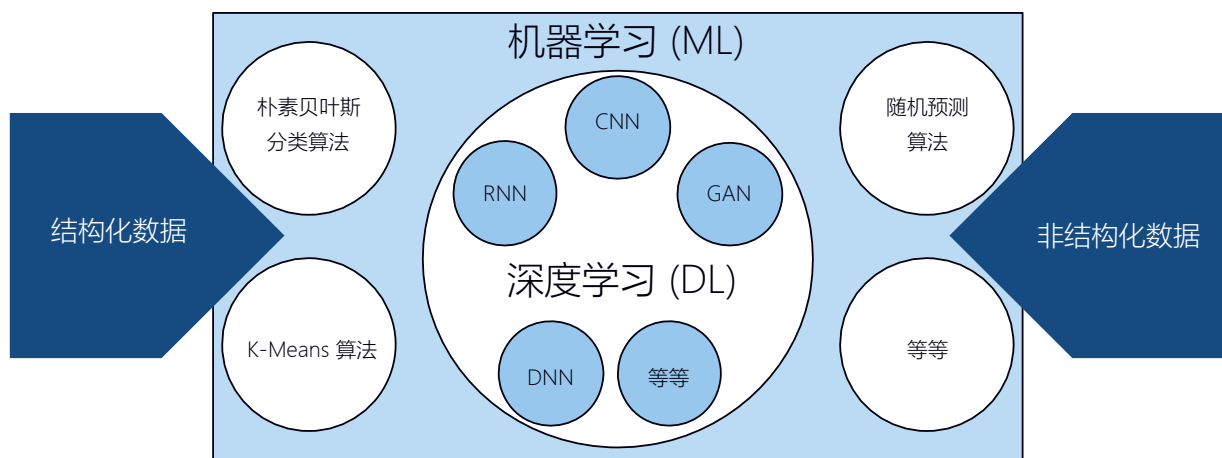 机器学习 (ML)
朴素贝叶斯
分类算法
CNN
随机预测
算法
RNN
GAN
结构化数据
非结构化数据
深度学习 (DL)
K-Means 算法
DNN
等等
等等